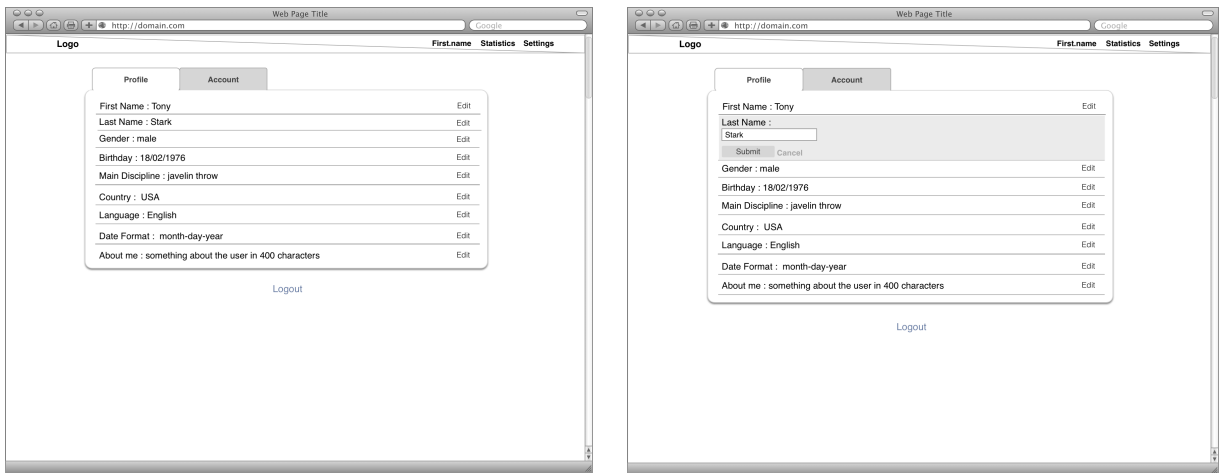 Web Page Title
http://domain.com
Google
Logo
First.name Statistics Settings
Profile
Account
First Name : Tony Edit
Last Name : Stark Edit
Gender : male Edit
Birthday : 18/02/1976 Edit
Main Discipline : javelin throw Edit
Country : USA Edit
Language : English Edit
Date Format : month-day-year Edit
About me : something about the user in 400 characters Edit
Logout
Web Page Title
http://domain.com
Google
Logo
First.name Statistics Settings
Profile
Account
First Name : Tony Edit
Last Name :
Stark
Submit Cancel
Gender : male Edit
Birthday : 18/02/1976 Edit
Main Discipline : javelin throw Edit
Country : USA Edit
Language : English Edit
Date Format : month-day-year Edit
About me : something about the user in 400 characters Edit
Logout